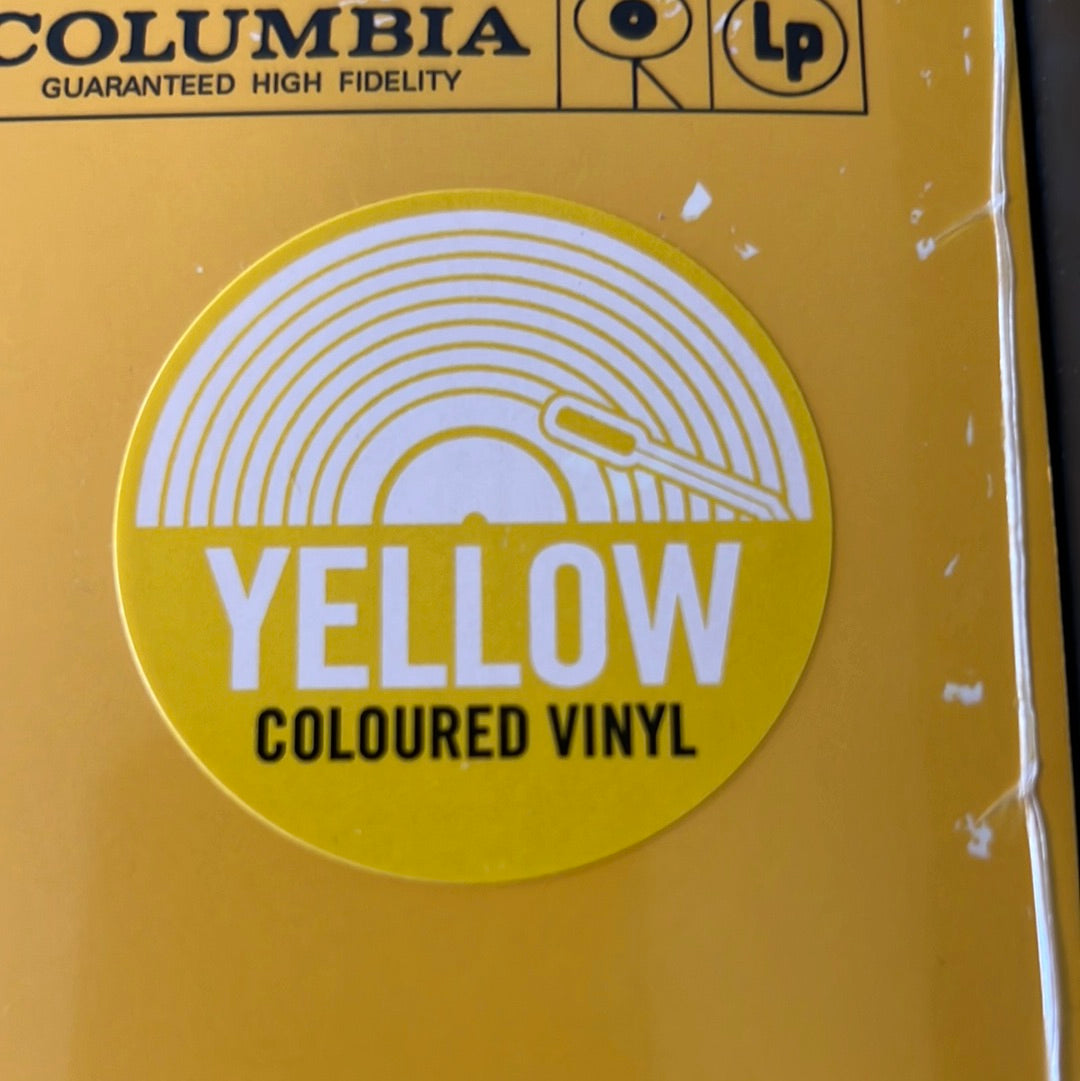 COLUMBIA
GUARANTEED HIGH FIDELITY
Lp
YELLOW
COLOURED VINYL